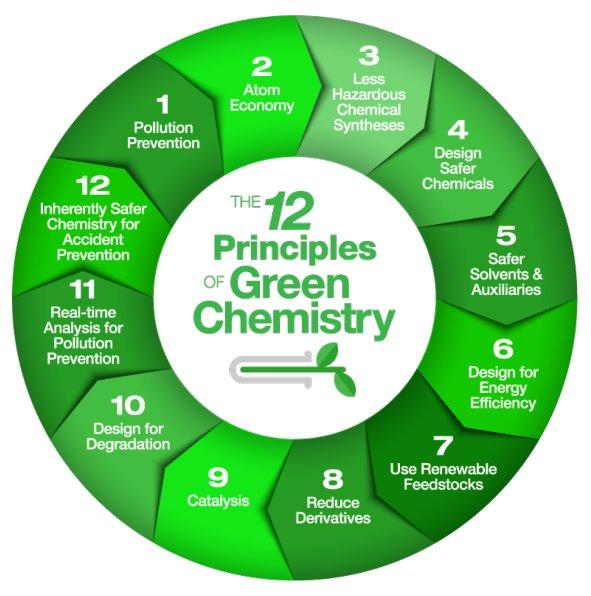 THE 12
Principles
OF Green
Chemistry
1
Pollution
Prevention
2
Atom
Economy
3
Less
Hazardous
Chemical
Syntheses
4
Design
Safer
Chemicals
5
Safer
Solvents &
Auxiliaries
6
Design for
Energy
Efficiency
7
Use Renewable
Feedstocks
8
Reduce
Derivatives
9
Catalysis
10
Design for
Degradation
11
Real-time
Analysis for
Pollution
Prevention
12
Inherently Safer
Chemistry for
Accident
Prevention